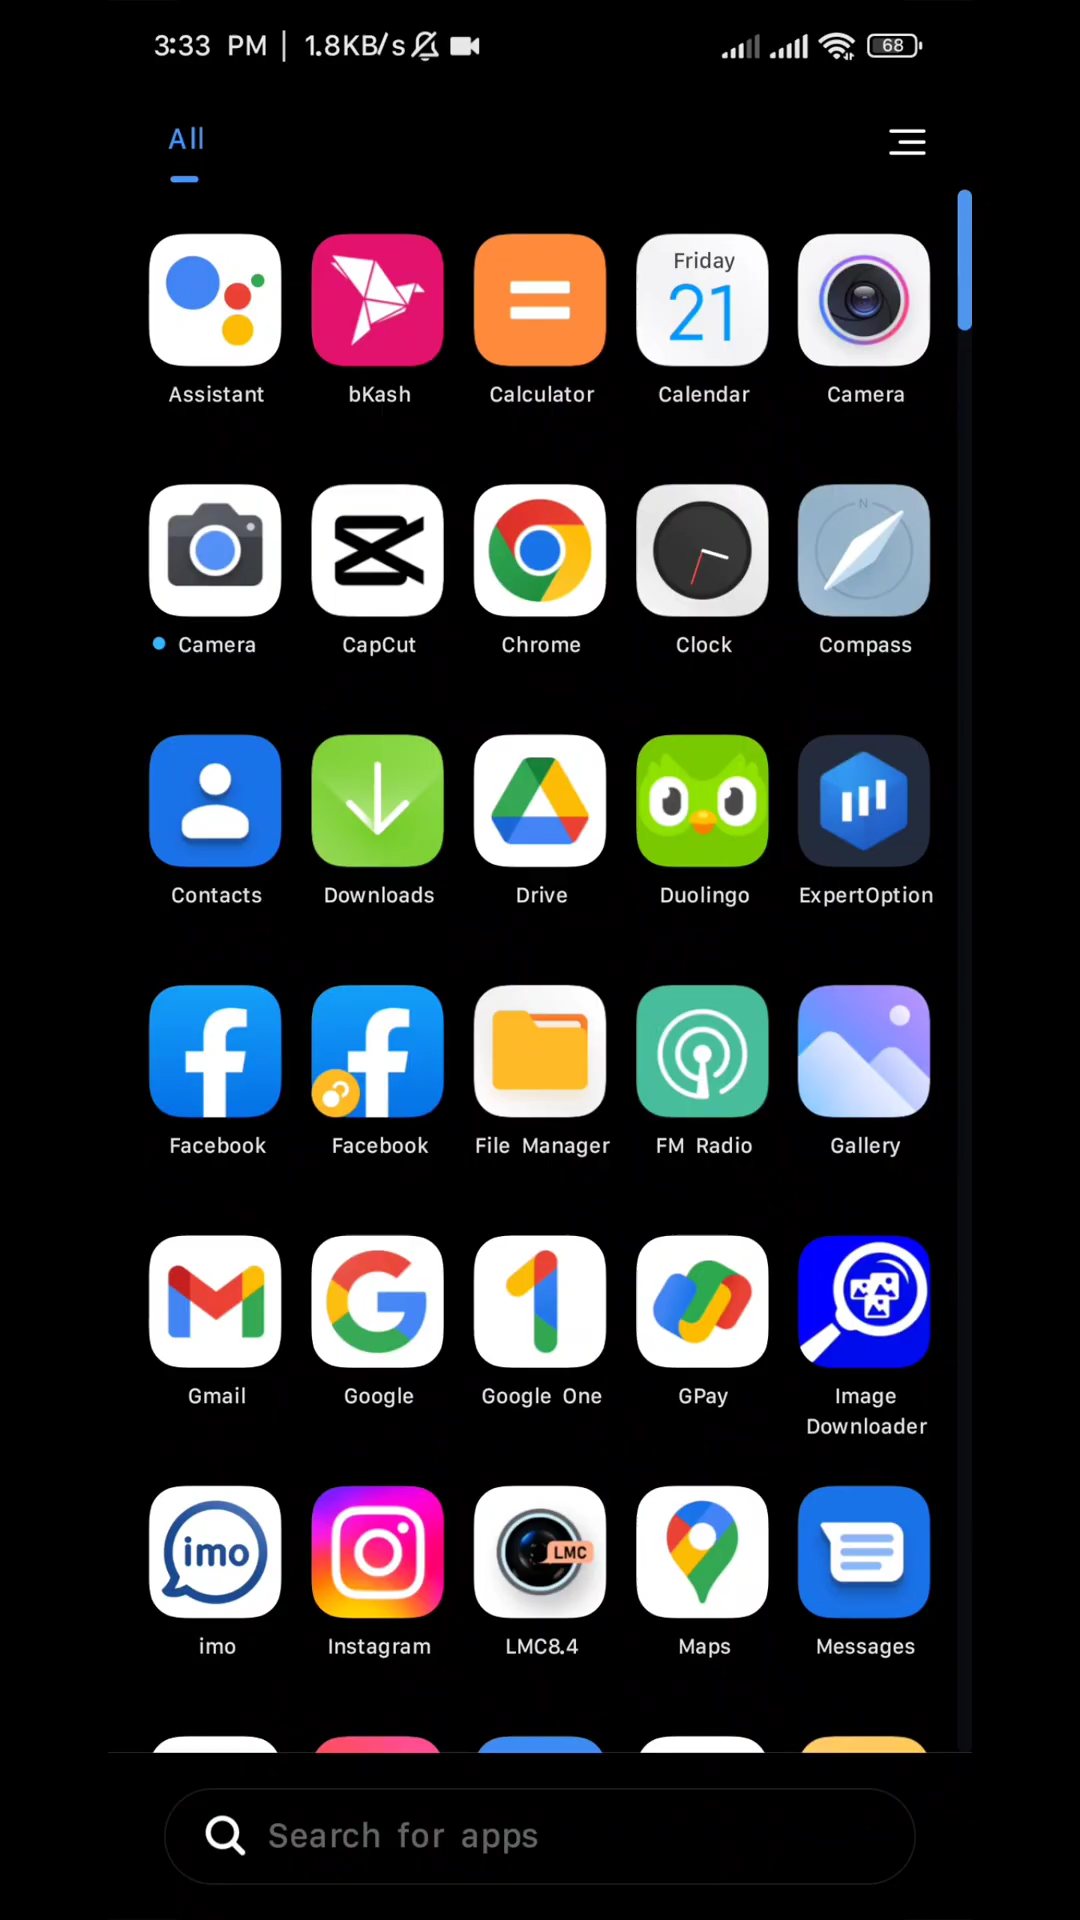 3:33 PM | 1.8KB/s 68
All
Friday
21
Assistant bKash Calculator Calendar Camera
N
Camera CapCut Chrome Clock Compass
Contacts Downloads Drive Duolingo ExpertOption
Facebook Facebook File Manager FM Radio Gallery
Gmail Google Google One GPay Image
Downloader
imo LMC
imo Instagram LMC8.4 Maps Messages
Search for apps